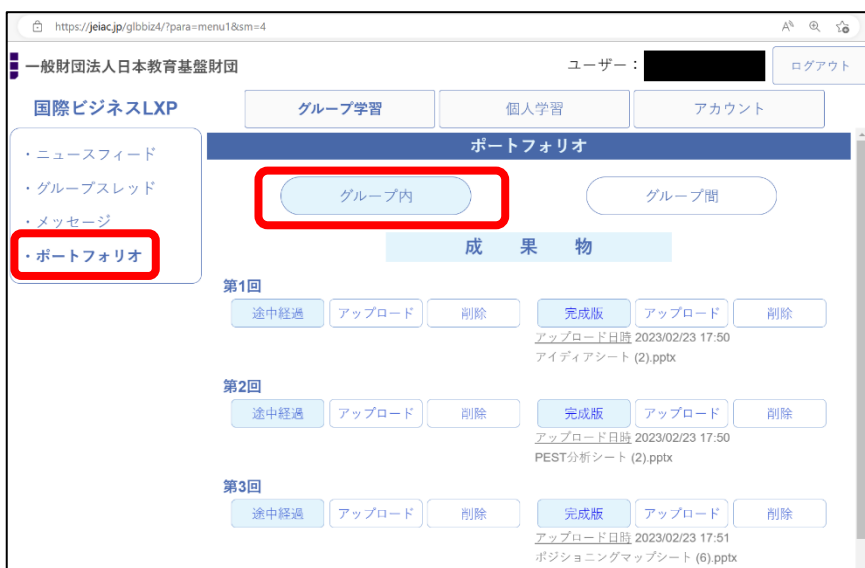 https://jeiac.jp/glbbiz4/?para=menu1&sm=4
一般財団法人日本教育基盤財団
ユーザー：
ログアウト
国際ビジネスLXP
グループ学習
個人学習
アカウント
・ニュースフィード
・グループスレッド
・メッセージ
・ポートフォリオ
ポートフォリオ
グループ内
グループ間
成 果 物
第1回
途中経過 アップロード 削除 完成版 アップロード 削除
アップロード日時 2023/02/23 17:50
アイディアシート (2).pptx
第2回
途中経過 アップロード 削除 完成版 アップロード 削除
アップロード日時 2023/02/23 17:50
PEST分析シート (2).pptx
第3回
途中経過 アップロード 削除 完成版 アップロード 削除
アップロード日時 2023/02/23 17:51
ポジショニングマップシート (6).pptx